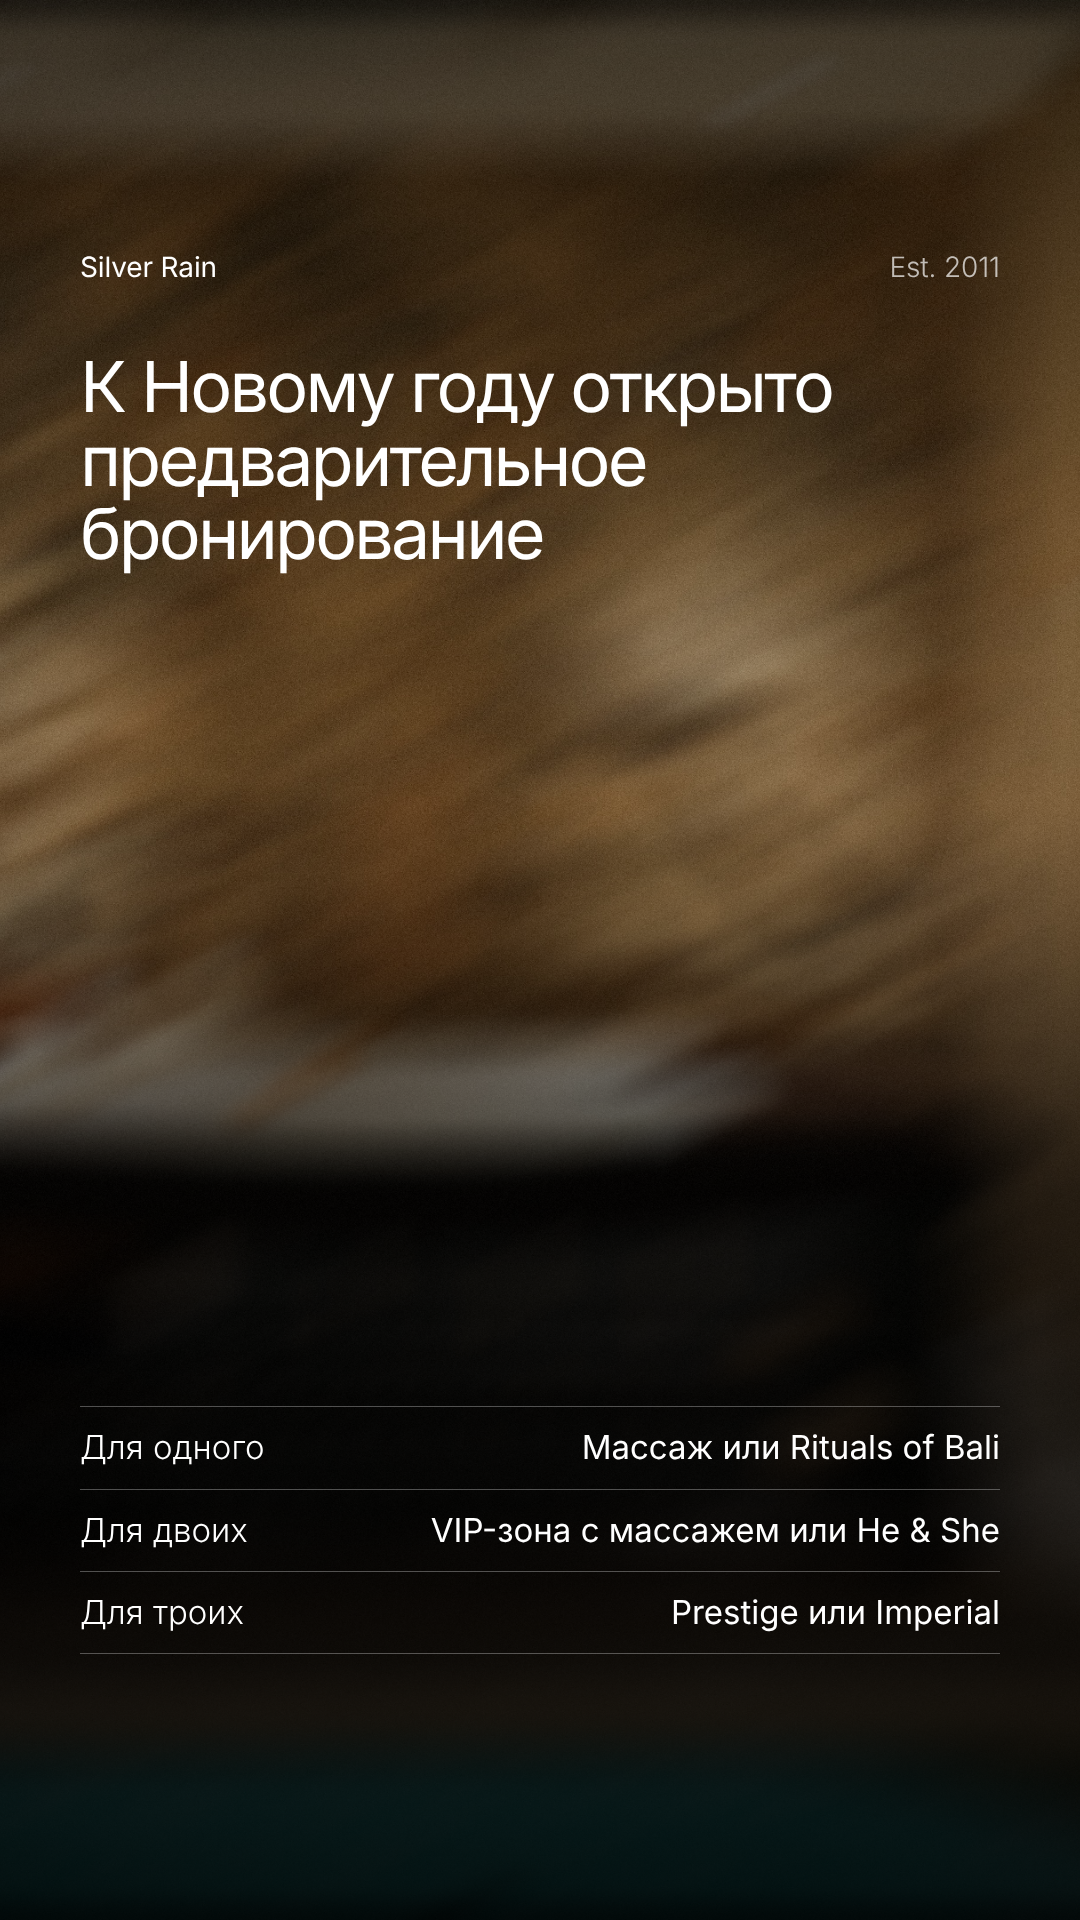 Silver Rain
Est. 2011
К Новому году открыто
предварительное
бронирование
Для одного
Массаж или Rituals of Bali
Для двоих
VIP-зона с массажем или He & She
Для троих
Prestige или Imperial